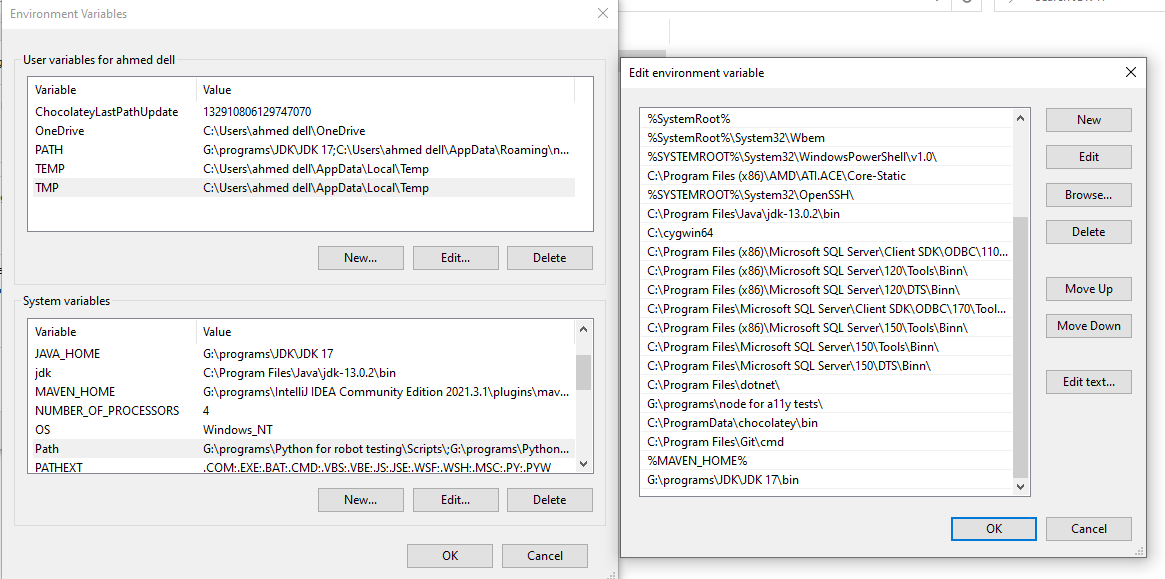 Environment Variables
User variables for ahmed dell
Variable Value
ChocolateyLastPathUpdate 132910806129747070
OneDrive C:\Users\ahmed dell\OneDrive
PATH G:\programs\JDK\JDK 17;C:\Users\ahmed dell\AppData\Roaming\n...
TEMP C:\Users\ahmed dell\AppData\Local\Temp
TMP C:\Users\ahmed dell\AppData\Local\Temp
New... Edit... Delete
System variables
Variable Value
JAVA_HOME G:\programs\JDK\JDK 17
jdk C:\Program Files\Java\jdk-13.0.2\bin
MAVEN_HOME G:\programs\IntelliJ IDEA Community Edition 2021.3.1\plugins\mav...
NUMBER_OF_PROCESSORS 4
OS Windows_NT
Path G:\programs\Python for robot testing\Scripts\;G:\programs\Python...
PATHEXT .COM;.EXE;.BAT;.CMD;.VBS;.VBE;.JS;.JSE;.WSF;.WSH;.MSC;.PY;.PYW
New... Edit... Delete
OK Cancel
Edit environment variable
%SystemRoot%
%SystemRoot%\System32\Wbem
%SYSTEMROOT%\System32\WindowsPowerShell\v1.0\
C:\Program Files (x86)\AMD\ATI.ACE\Core-Static
%SYSTEMROOT%\System32\OpenSSH\
C:\Program Files\Java\jdk-13.0.2\bin
C:\cygwin64
C:\Program Files (x86)\Microsoft SQL Server\Client SDK\ODBC\110...
C:\Program Files (x86)\Microsoft SQL Server\120\Tools\Binn\
C:\Program Files (x86)\Microsoft SQL Server\120\DTS\Binn\
C:\Program Files\Microsoft SQL Server\Client SDK\ODBC\170\Tool...
C:\Program Files (x86)\Microsoft SQL Server\150\Tools\Binn\
C:\Program Files\Microsoft SQL Server\150\Tools\Binn\
C:\Program Files\Microsoft SQL Server\150\DTS\Binn\
C:\Program Files\dotnet\
G:\programs\node for a11y tests\
C:\ProgramData\chocolatey\bin
C:\Program Files\Git\cmd
%MAVEN_HOME%
G:\programs\JDK\JDK 17\bin
New
Edit
Browse...
Delete
Move Up
Move Down
Edit text...
OK Cancel